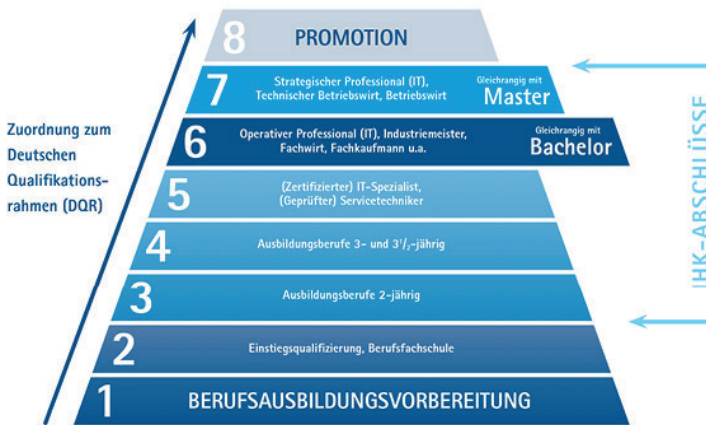 8 PROMOTION
7 Strategischer Professional (IT),
Technischer Betriebswirt, Betriebswirt
Gleichrangig mit
Master
6 Operativer Professional (IT), Industriemeister,
Fachwirt, Fachkaufmann u.a.
Gleichrangig mit
Bachelor
5 (Zertifizierter) IT-Spezialist,
(Geprüfter) Servicetechniker
4 Ausbildungsberufe 3- und 3¹/₂-jährig
3 Ausbildungsberufe 2-jährig
2 Einstiegsqualifizierung, Berufsfachschule
1 BERUFSAUSBILDUNGSVORBEREITUNG
Zuordnung zum
Deutschen
Qualifikations-
rahmen (DQR)
IHK-ABSCHLÜSSE